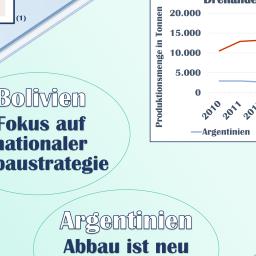 (1)
Produktionsmenge in Tonnen
20.000
15.000
10.000
5.000
0
2010
2011
Argentinien
Bolivien
Fokus auf
nationaler
Argentinien
Abbau ist neu